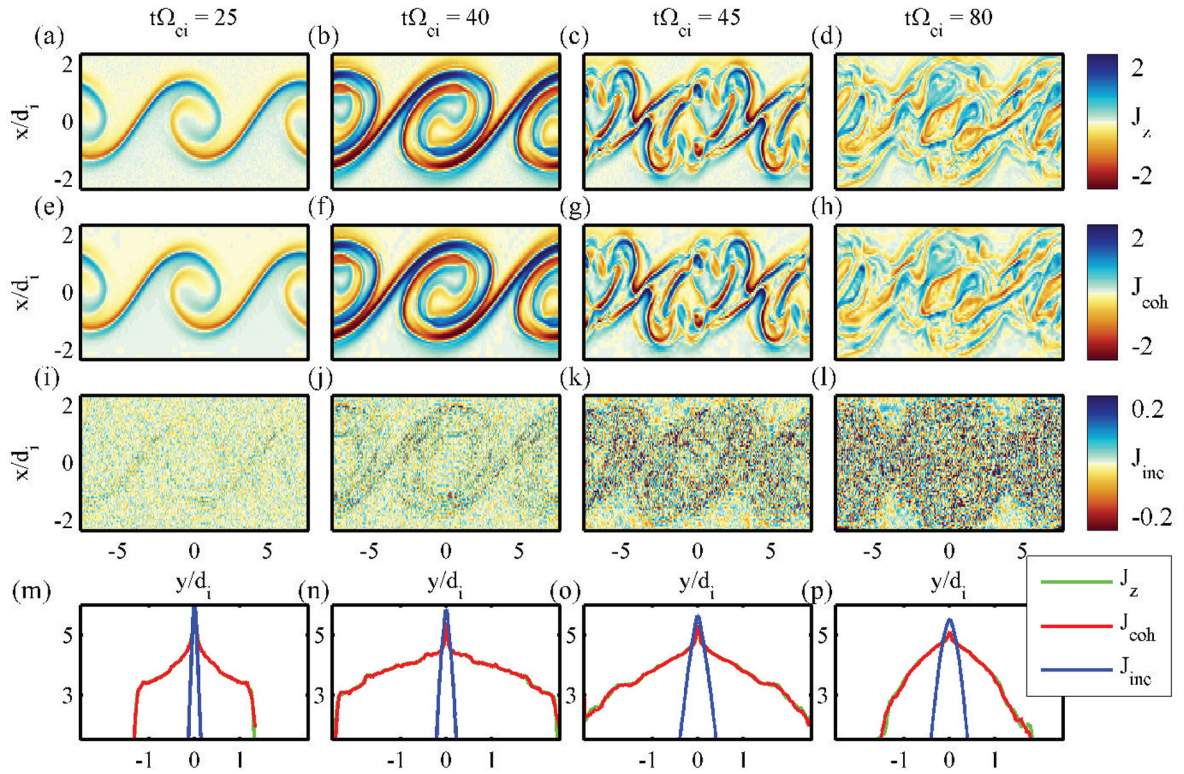 tΩci = 25 tΩci = 40 tΩci = 45 tΩci = 80
(a) (b) (c) (d)
2
0
-2
x/di
2
Jz
-2
(e) (f) (g) (h)
2
0
-2
x/di
2
Jcoh
-2
(i) (j) (k) (l)
2
0
-2
x/di
0.2
Jinc
-0.2
-5 0 5 -5 0 5 -5 0 5 -5 0 5
y/di y/di y/di y/di
(m) (n) (o) (p)
5 5 5 5
3 3 3 3
-1 0 1 -1 0 1 -1 0 1 -1 0 1
Jz
Jcoh
Jinc